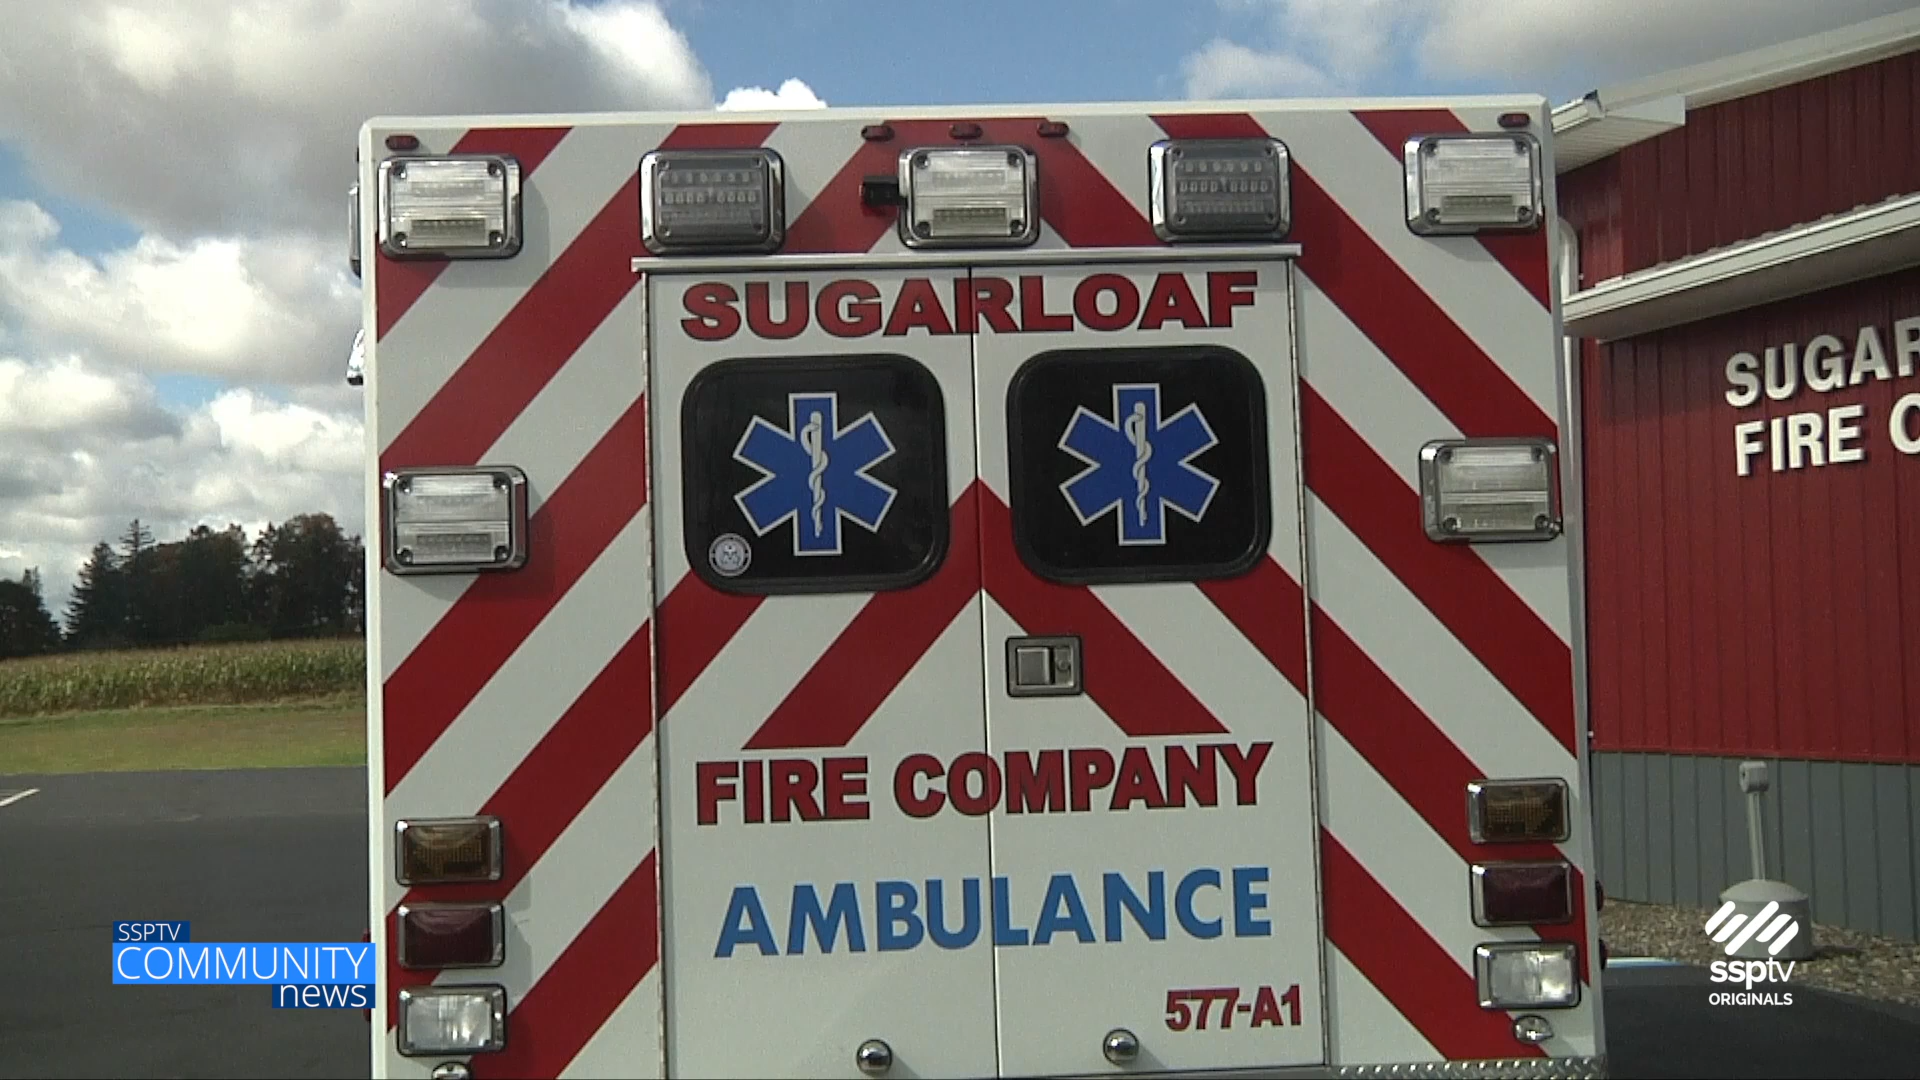 SUGARLOAF
SUGAR
FIRE C
FIRE COMPANY
AMBULANCE
577-A1
SSPTV
COMMUNITY
news
ssptv
ORIGINALS